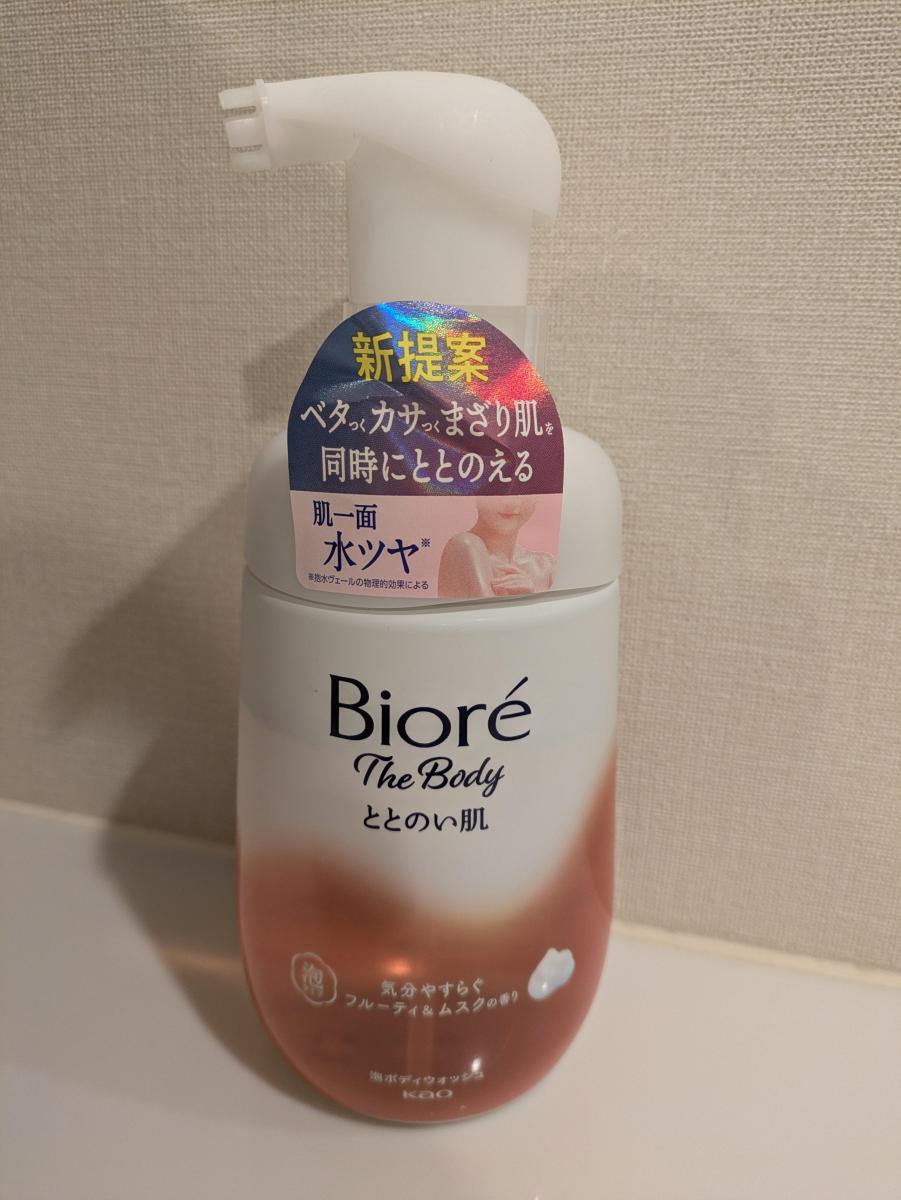 新提案
ベタつくカサつくまざり肌を
同時にととのえる
肌一面
水ツヤ※
※抱水ヴェールの物理的効果による
Bioré
The Body
ととのい肌
泡
気分やすらぐ
フルーティ&ムスクの香り
泡ボディウォッシュ
Kao